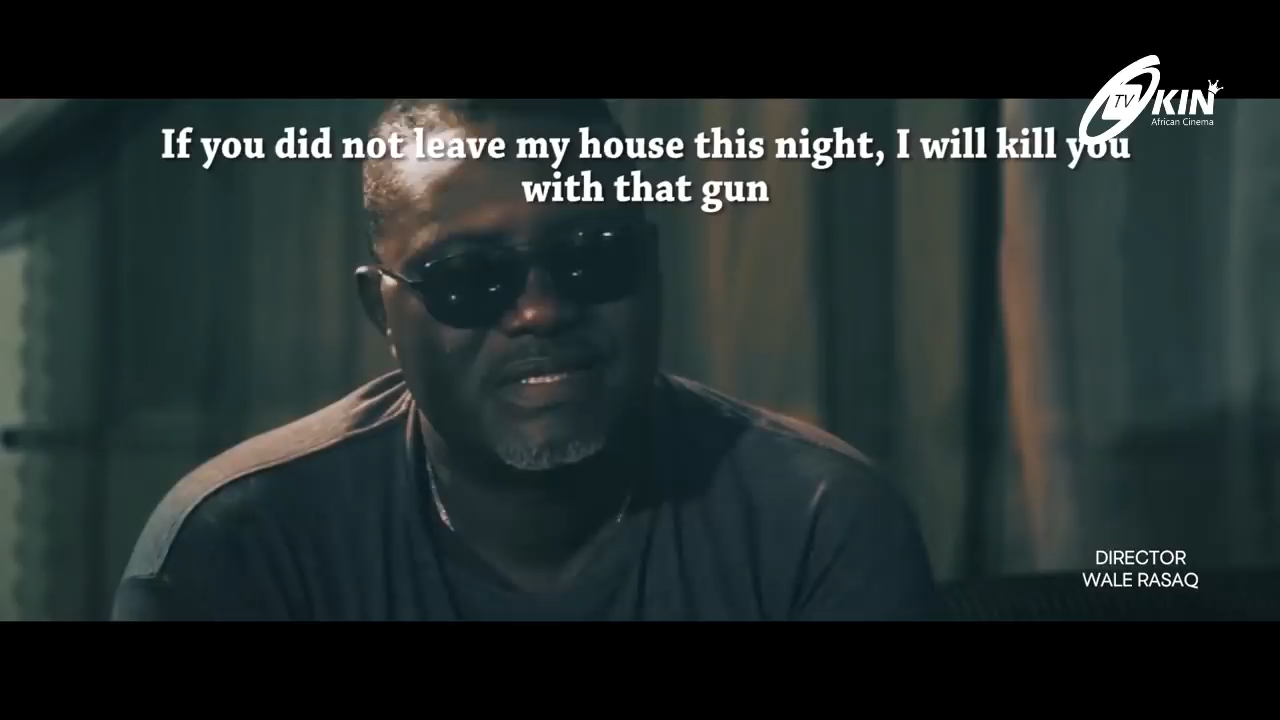 TV KIN
African Cinema
If you did not leave my house this night, I will kill you
with that gun
DIRECTOR
WALE RASAQ